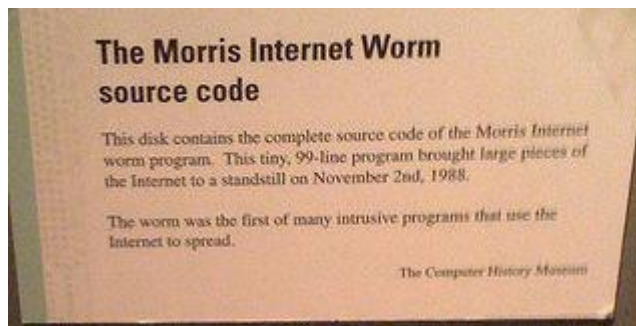 The Morris Internet Worm
source code
This disk contains the complete source code of the Morris Internet
worm program. This tiny, 99-line program brought large pieces of
the Internet to a standstill on November 2nd, 1988.
The worm was the first of many intrusive programs that use the
Internet to spread.
The Computer History Museum